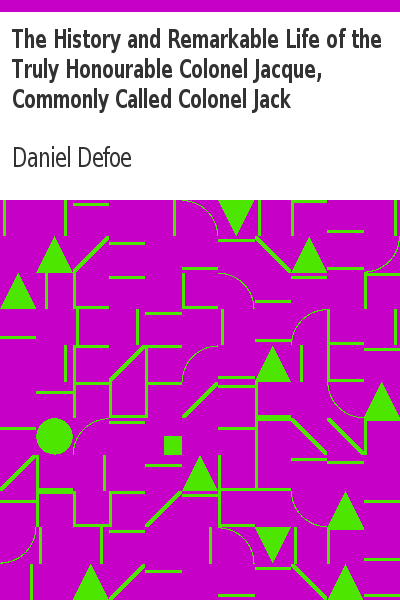 The History and Remarkable Life of the
Truly Honourable Colonel Jacque,
Commonly Called Colonel Jack
Daniel Defoe